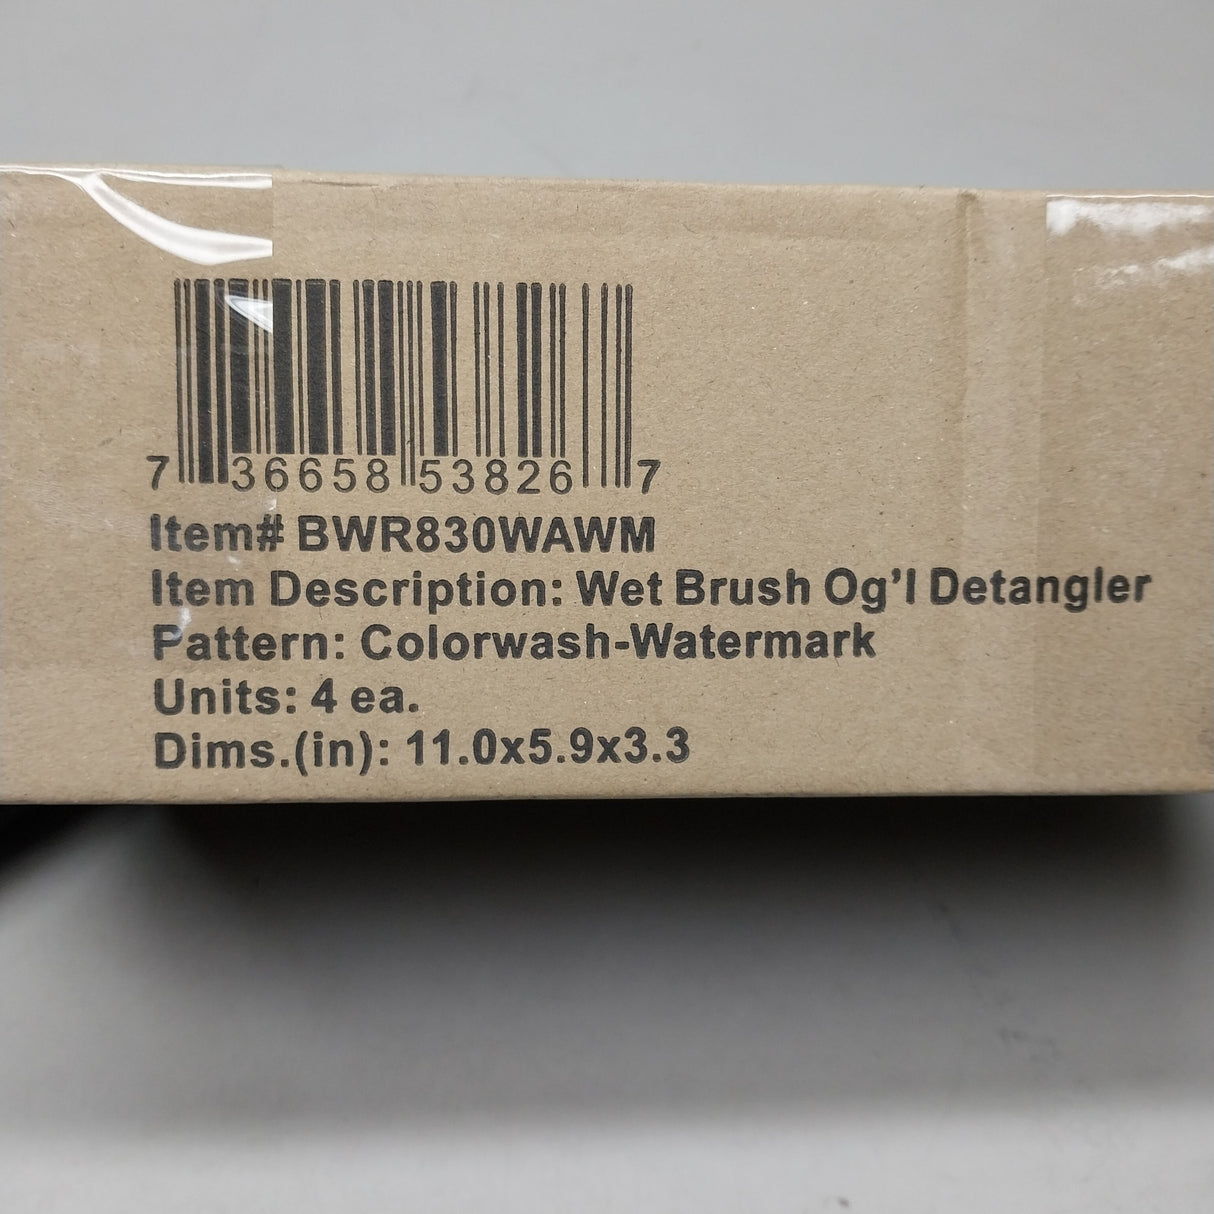 7 36658 53826 7
Item# BWR830WAWM
Item Description: Wet Brush Og'l Detangler
Pattern: Colorwash-Watermark
Units: 4 ea.
Dims.(in): 11.0x5.9x3.3